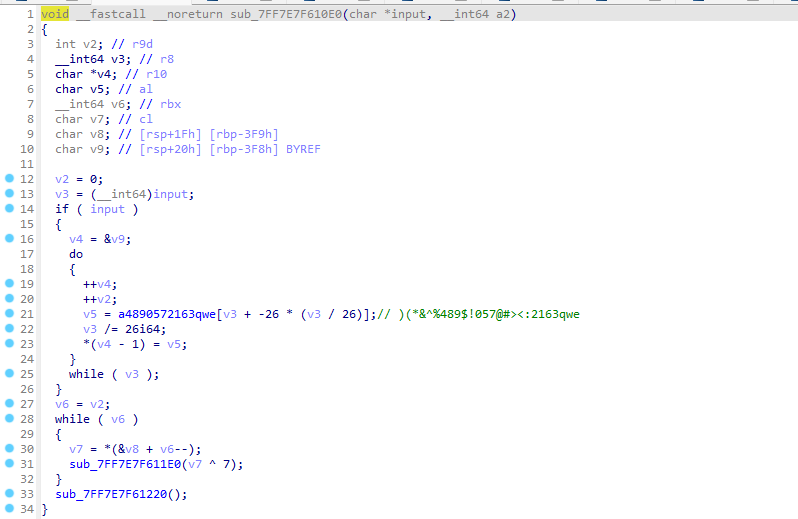 1 void __fastcall __noreturn sub_7FF7E7F610E0(char *input, __int64 a2)
2 {
3 int v2; // r9d
4 __int64 v3; // r8
5 char *v4; // r10
6 char v5; // al
7 __int64 v6; // rbx
8 char v7; // cl
9 char v8; // [rsp+1Fh] [rbp-3F9h]
10 char v9; // [rsp+20h] [rbp-3F8h] BYREF
11
12 v2 = 0;
13 v3 = (__int64)input;
14 if ( input )
15 {
16 v4 = &v9;
17 do
18 {
19 ++v4;
20 ++v2;
21 v5 = a4890572163qwe[v3 + -26 * (v3 / 26)];// )(*&^%489$!057@#><:2163qwe
22 v3 /= 26i64;
23 *(v4 - 1) = v5;
24 }
25 while ( v3 );
26 }
27 v6 = v2;
28 while ( v6 )
29 {
30 v7 = *(&v8 + v6--);
31 sub_7FF7E7F611E0(v7 ^ 7);
32 }
33 sub_7FF7E7F61220();
34 }